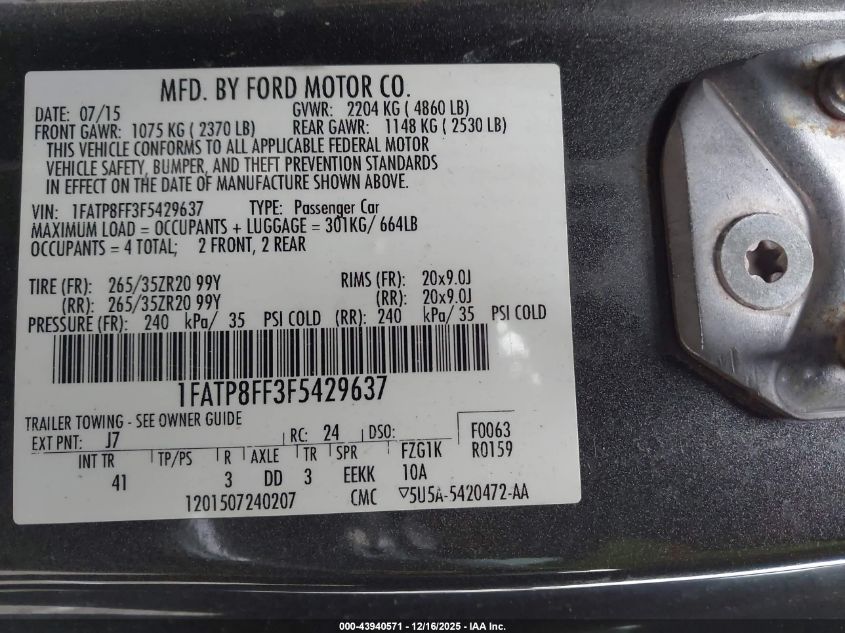 MFD. BY FORD MOTOR CO.
DATE: 07/15 GVWR: 2204 KG ( 4860 LB)
FRONT GAWR: 1075 KG ( 2370 LB) REAR GAWR: 1148 KG ( 2530 LB)
THIS VEHICLE CONFORMS TO ALL APPLICABLE FEDERAL MOTOR
VEHICLE SAFETY, BUMPER, AND THEFT PREVENTION STANDARDS
IN EFFECT ON THE DATE OF MANUFACTURE SHOWN ABOVE.
VIN: 1FATP8FF3F5429637 TYPE: Passenger Car
MAXIMUM LOAD = OCCUPANTS + LUGGAGE = 301KG/ 664LB
OCCUPANTS = 4 TOTAL; 2 FRONT, 2 REAR
TIRE (FR): 265/35ZR20 99Y RIMS (FR): 20x9.0J
(RR): 265/35ZR20 99Y (RR): 20x9.0J
PRESSURE (FR): 240 kPa/ 35 PSI COLD (RR): 240 kPa/ 35 PSI COLD
1FATP8FF3F5429637
TRAILER TOWING - SEE OWNER GUIDE
EXT PNT: J7 RC: 24 DSO: FZG1K F0063
INT TR TP/PS R AXLE TR SPR 10A R0159
41 3 DD 3 EEKK
1201507240207 CMC ▽5U5A-5420472-AA
000-43940571 - 12/16/2025 - IAA Inc.